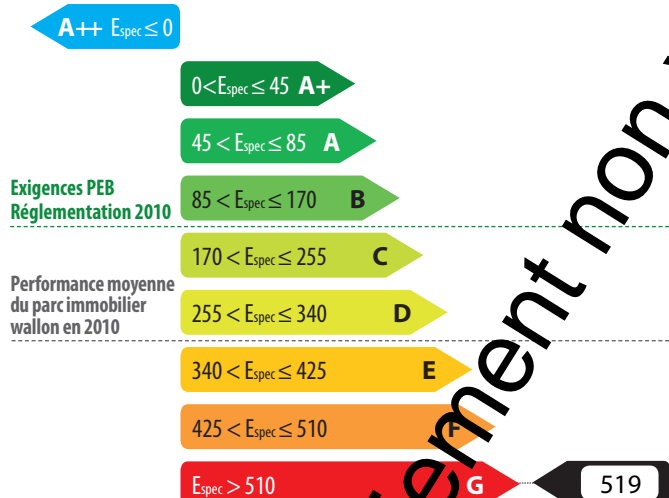 A++ Espec ≤ 0
0<Espec ≤ 45 A+
45 < Espec ≤ 85 A
Exigences PEB
Réglementation 2010
85 < Espec ≤ 170 B
170 < Espec ≤ 255 C
Performance moyenne
du parc immobilier
wallon en 2010
255 < Espec ≤ 340 D
340 < Espec ≤ 425 E
425 < Espec ≤ 510 F
Espec > 510 G 519
ement non